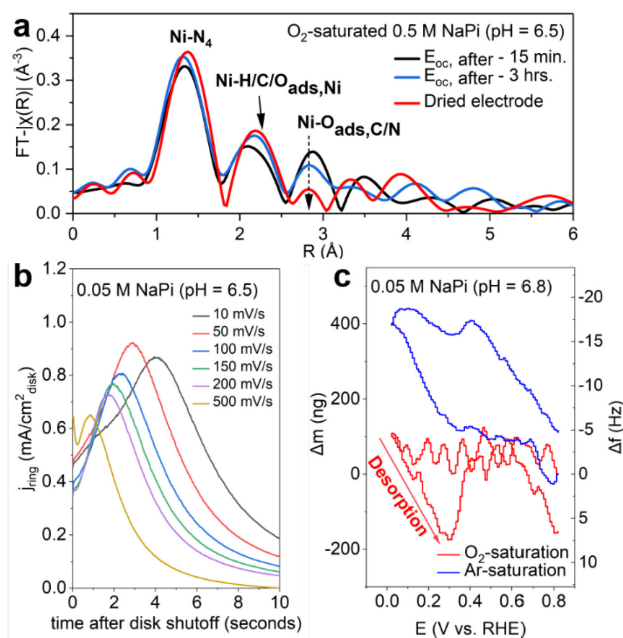 a
O2-saturated 0.5 M NaPi (pH = 6.5)
Eoc, after - 15 min.
Eoc, after - 3 hrs.
Dried electrode
Ni-N4
Ni-H/C/Oads,Ni
Ni-Oads,C/N
FT-|χ(R)| (Å-3)
0.4
0.3
0.2
0.1
0.0
0 1 2 3 4 5 6
R (Å)
b
0.05 M NaPi (pH = 6.5)
10 mV/s
50 mV/s
100 mV/s
150 mV/s
200 mV/s
500 mV/s
jring (mA/cm2disk)
1.2
1.0
0.8
0.6
0.4
0.2
0.0
0 2 4 6 8 10
time after disk shutoff (seconds)
c
0.05 M NaPi (pH = 6.8)
Δm (ng)
400
200
0
-200
-20
-15
-10
-5
0
5
10
Δf (Hz)
Desorption
O2-saturation
Ar-saturation
0.0 0.2 0.4 0.6 0.8
E (V vs. RHE)